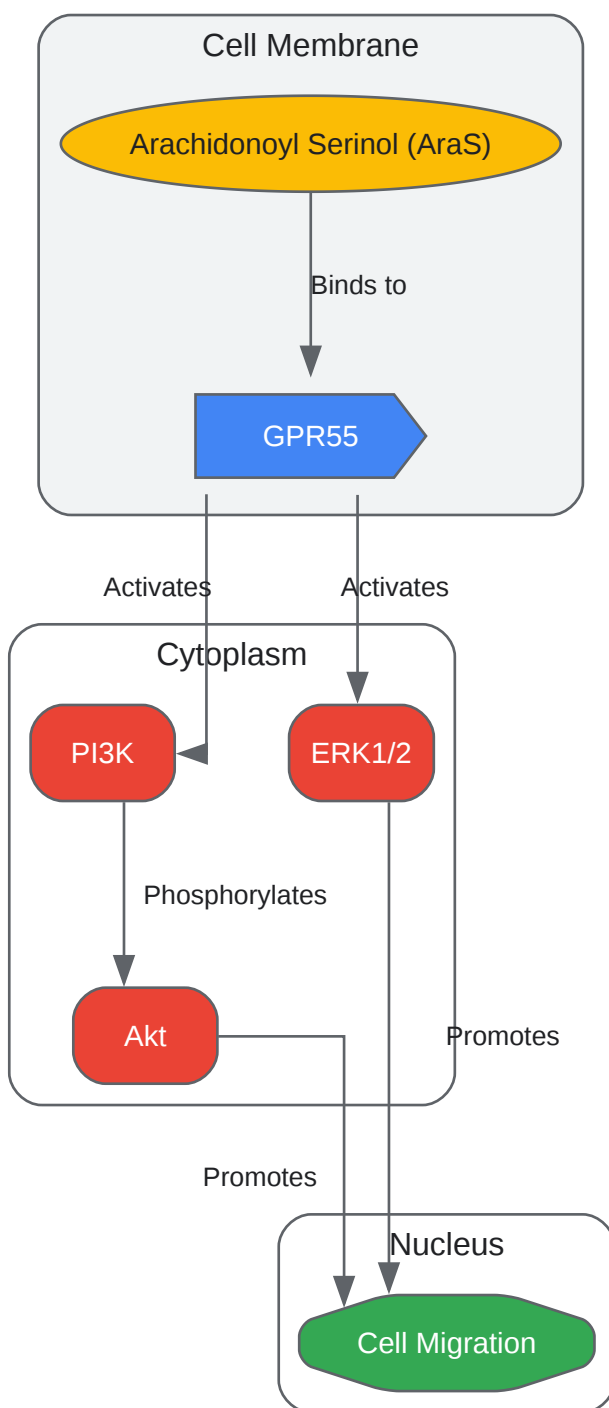 Cell Membrane
Arachidonoyl Serinol (AraS)
Binds to
GPR55
Activates
Activates
Cytoplasm
PI3K
ERK1/2
Phosphorylates
Akt
Promotes
Promotes
Nucleus
Cell Migration